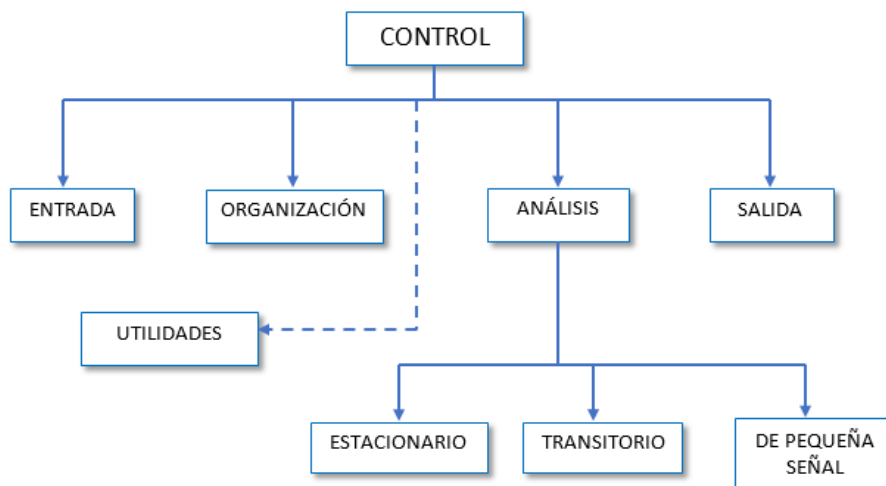 CONTROL
ENTRADA
ORGANIZACIÓN
ANÁLISIS
SALIDA
UTILIDADES
ESTACIONARIO
TRANSITORIO
DE PEQUEÑA
SEÑAL